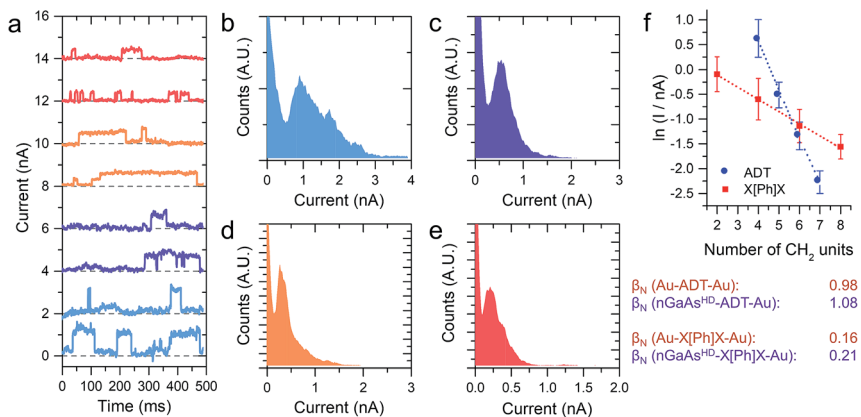 a
16
14
12
10
8
6
4
2
0
Current (nA)
0 100 200 300 400 500
Time (ms)
b
Counts (A.U.)
0 1 2 3 4
Current (nA)
c
Counts (A.U.)
0 1 2 3
Current (nA)
d
Counts (A.U.)
0 1 2 3
Current (nA)
e
Counts (A.U.)
0.0 0.5 1.0 1.5 2.0
Current (nA)
f
1.0
0.5
0.0
-0.5
-1.0
-1.5
-2.0
-2.5
ln (I / nA)
ADT
X[Ph]X
2 3 4 5 6 7 8
Number of CH₂ units
βN (Au-ADT-Au): 0.98
βN (nGaAsᴴᴰ-ADT-Au): 1.08
βN (Au-X[Ph]X-Au): 0.16
βN (nGaAsᴴᴰ-X[Ph]X-Au): 0.21